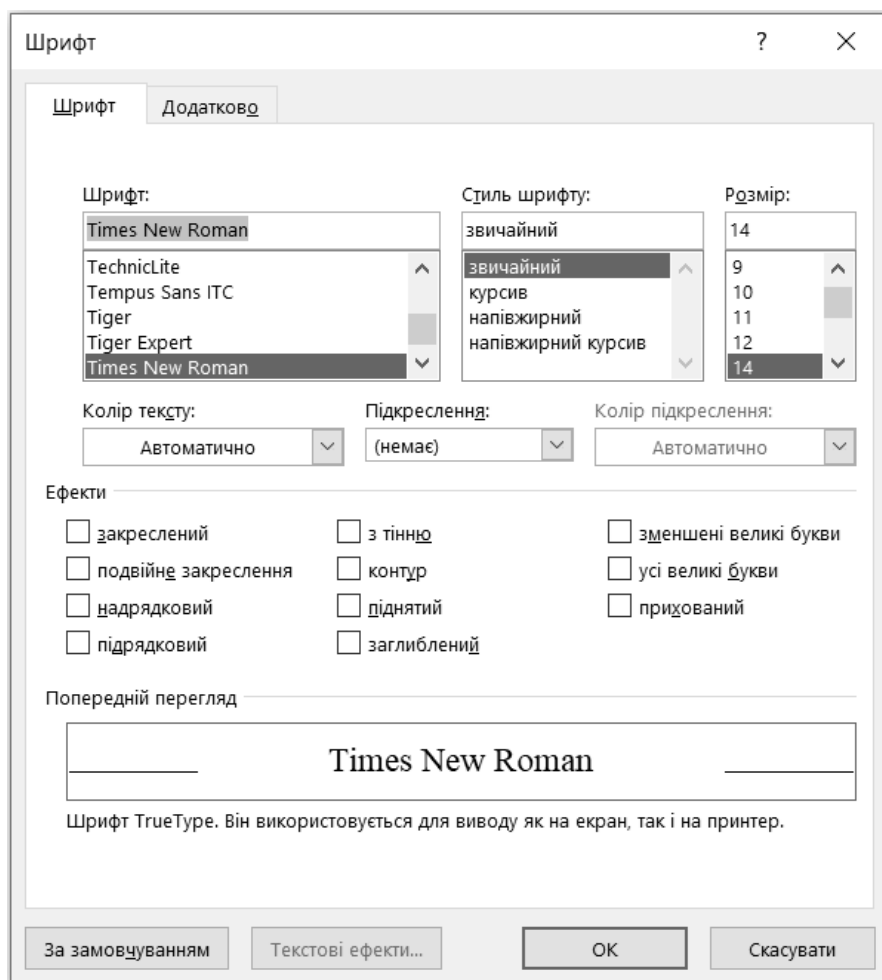 Шрифт ?
Шрифт Додатково
Шрифт: Стиль шрифту: Розмір:
Times New Roman звичайний 14
TechnicLite звичайний 9
Tempus Sans ITC курсив 10
Tiger напівжирний 11
Tiger Expert напівжирний курсив 12
Times New Roman 14
Колір тексту: Підкреслення: Колір підкреслення:
Автоматично (немає) Автоматично
Ефекти
закреслений з тінню зменшені великі букви
подвійне закреслення контур усі великі букви
надрядковий піднятий прихований
підрядковий заглиблений
Попередній перегляд
Times New Roman
Шрифт TrueType. Він використовується для виводу як на екран, так і на принтер.
За замовчуванням Текстові ефекти... ОК Скасувати